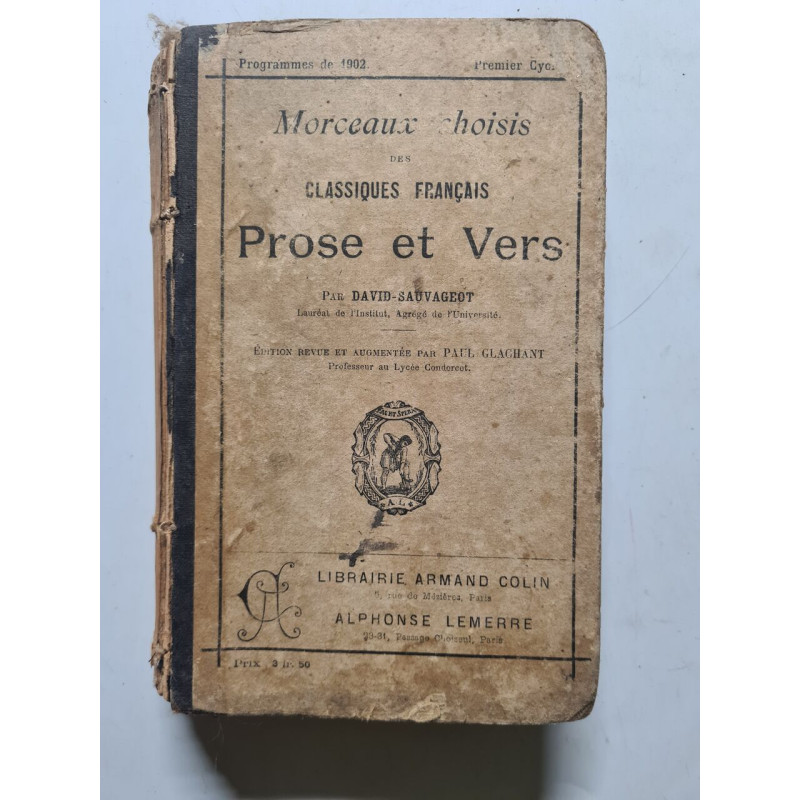 Programmes de 1902. Premier Cyc.
Morceaux choisis
DES
CLASSIQUES FRANÇAIS
Prose et Vers
PAR DAVID-SAUVAGEOT
Lauréat de l'Institut, Agrégé de l'Université.
ÉDITION REVUE ET AUGMENTÉE PAR PAUL GLACHANT
Professeur au Lycée Condorcet.
A L
LIBRAIRIE ARMAND COLIN
5, rue de Mézières, Paris
ALPHONSE LEMERRE
23-31, Passage Choiseul, Paris
Prix, 3 fr. 50